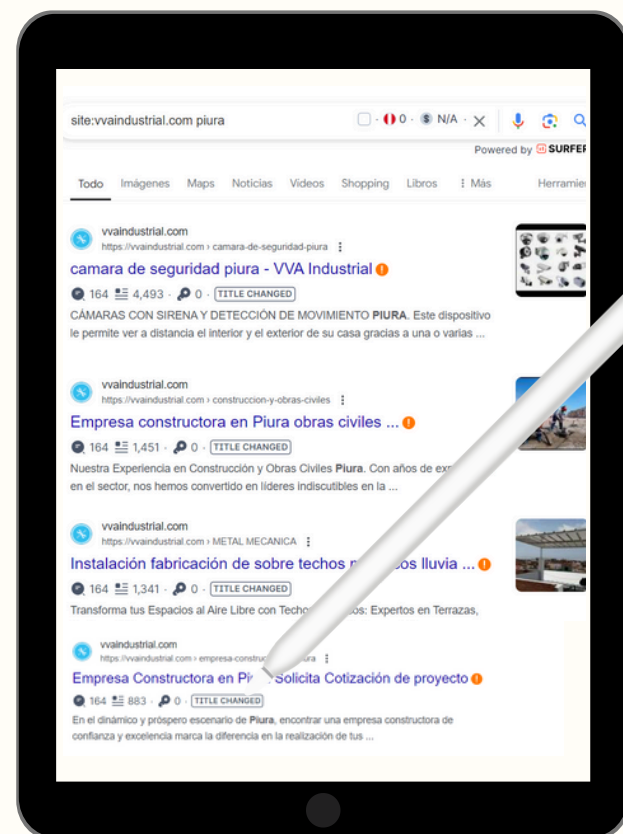 site:vvaindustrial.com piura
0 · N/A ·
Powered by SURFER
Todo Imágenes Maps Noticias Vídeos Shopping Libros Más Herramie
vvaindustrial.com
https://vvaindustrial.com › camara-de-seguridad-piura
camara de seguridad piura - VVA Industrial
164 4,493 · 0 · TITLE CHANGED
CÁMARAS CON SIRENA Y DETECCIÓN DE MOVIMIENTO PIURA. Este dispositivo
le permite ver a distancia el interior y el exterior de su casa gracias a una o varias ...
vvaindustrial.com
https://vvaindustrial.com › construccion-y-obras-civiles
Empresa constructora en Piura obras civiles ...
164 1,451 · 0 · TITLE CHANGED
Nuestra Experiencia en Construcción y Obras Civiles Piura. Con años de
en el sector, nos hemos convertido en líderes indiscutibles en la ...
vvaindustrial.com
https://vvaindustrial.com › METAL MECANICA
Instalación fabricación de sobre techos lluvia ...
164 1,341 · 0 · TITLE CHANGED
Transforma tus Espacios al Aire Libre con Expertos en Terrazas,
vvaindustrial.com
https://vvaindustrial.com
Empresa Constructora en Solicita Cotización de proyecto
164 883 · 0 · TITLE CHANGED
En el dinámico y próspero escenario de Piura, encontrar una empresa constructora de
confianza y excelencia marca la diferencia en la realización de tus ...